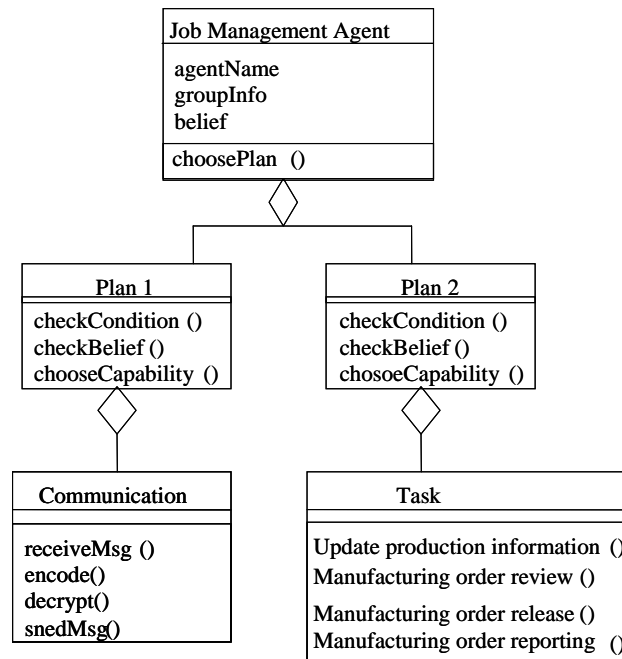 Job Management Agent
agentName
groupInfo
belief
choosePlan ()
Plan 1
checkCondition ()
checkBelief ()
chooseCapability ()
Plan 2
checkCondition ()
checkBelief ()
chosoeCapability ()
Communication
receiveMsg ()
encode()
decrypt()
snedMsg()
Task
Update production information ()
Manufacturing order review ()
Manufacturing order release ()
Manufacturing order reporting ()